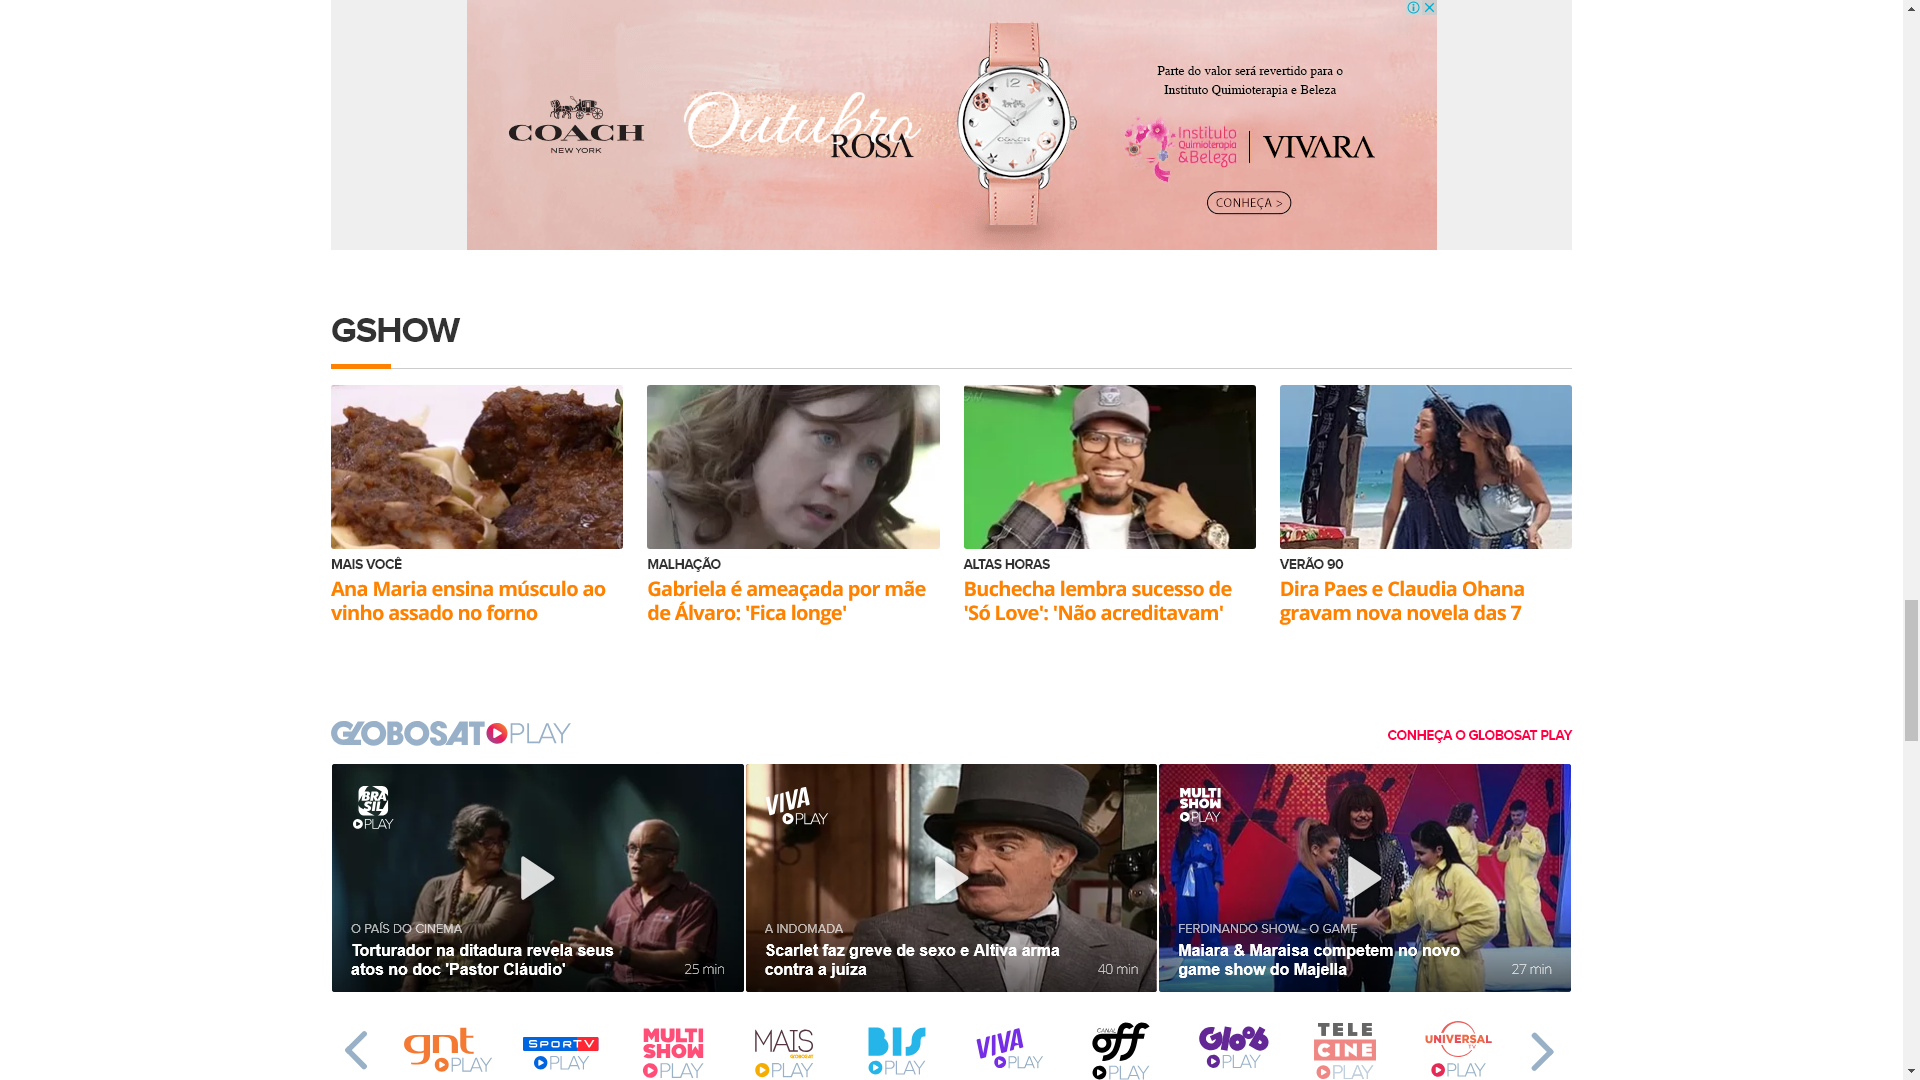 COACH
NEW YORK
Outubro
ROSA
Parte do valor será revertido para o
Instituto Quimioterapia e Beleza
Instituto
Quimioterapia
&Beleza
VIVARA
CONHEÇA >
GSHOW
MAIS VOCÊ
Ana Maria ensina músculo ao
vinho assado no forno
MALHAÇÃO
Gabriela é ameaçada por mãe
de Álvaro: 'Fica longe'
ALTAS HORAS
Buchecha lembra sucesso de
'Só Love': 'Não acreditavam'
VERÃO 90
Dira Paes e Claudia Ohana
gravam nova novela das 7
GLOBOSAT PLAY
CONHEÇA O GLOBOSAT PLAY
BRA
SIL
PLAY
O PAÍS DO CINEMA
Torturador na ditadura revela seus
atos no doc 'Pastor Cláudio'
25 min
VIVA
PLAY
A INDOMADA
Scarlet faz greve de sexo e Altiva arma
contra a juíza
40 min
MULTI
SHOW
PLAY
FERDINANDO SHOW - O GAME
Maiara & Maraisa competem no novo
game show do Majella
27 min
gnt
PLAY
SPORTV
PLAY
MULTI
SHOW
PLAY
MAIS
GLOBOSAT
PLAY
BIS
PLAY
VIVA
PLAY
CANAL
off
PLAY
Gloob
PLAY
TELE
CINE
PLAY
UNIVERSAL
TV
PLAY